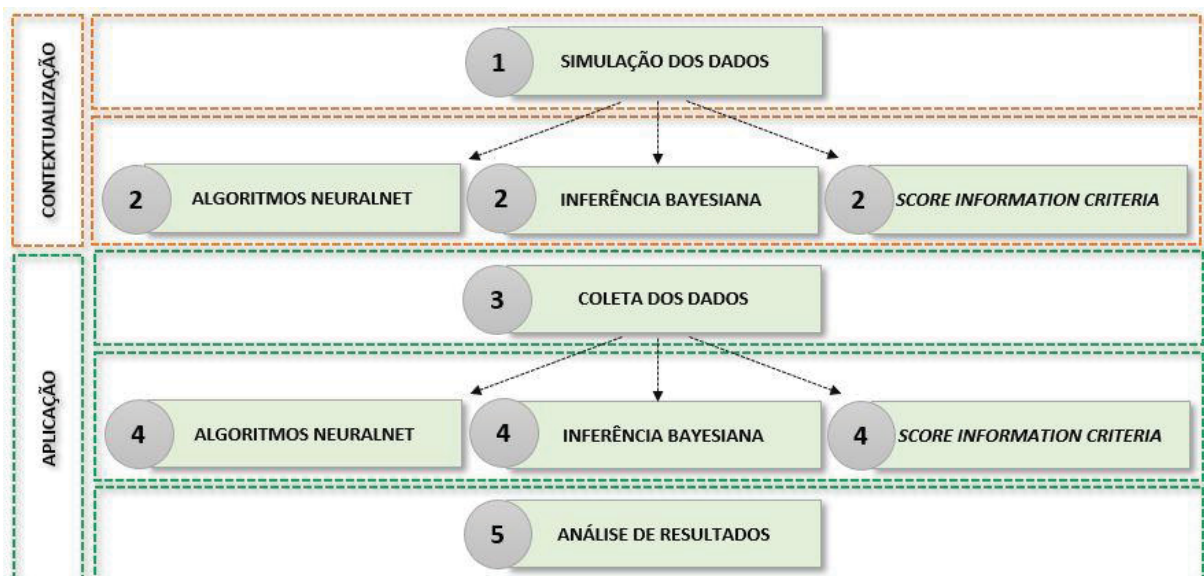 CONTEXTUALIZAÇÃO
1 SIMULAÇÃO DOS DADOS
2 ALGORITMOS NEURALNET
2 INFERÊNCIA BAYESIANA
2 SCORE INFORMATION CRITERIA
APLICAÇÃO
3 COLETA DOS DADOS
4 ALGORITMOS NEURALNET
4 INFERÊNCIA BAYESIANA
4 SCORE INFORMATION CRITERIA
5 ANÁLISE DE RESULTADOS